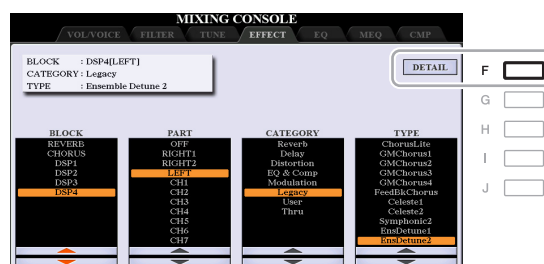 MIXING CONSOLE
VOL/VOICE FILTER TUNE EFFECT EQ MEQ CMP
BLOCK : DSP4[LEFT]
CATEGORY : Legacy
TYPE : Ensemble Detune 2
DETAIL
F
G
H
I
J
BLOCK
REVERB
CHORUS
DSP1
DSP2
DSP3
DSP4
PART
OFF
RIGHT1
RIGHT2
LEFT
CH1
CH2
CH3
CH4
CH5
CH6
CH7
CATEGORY
Reverb
Delay
Distortion
EQ & Comp
Modulation
Legacy
User
Thru
TYPE
ChorusLite
GMChorus1
GMChorus2
GMChorus3
GMChorus4
FeedBkChorus
Celeste1
Celeste2
Symphonic2
EnsDetune1
EnsDetune2